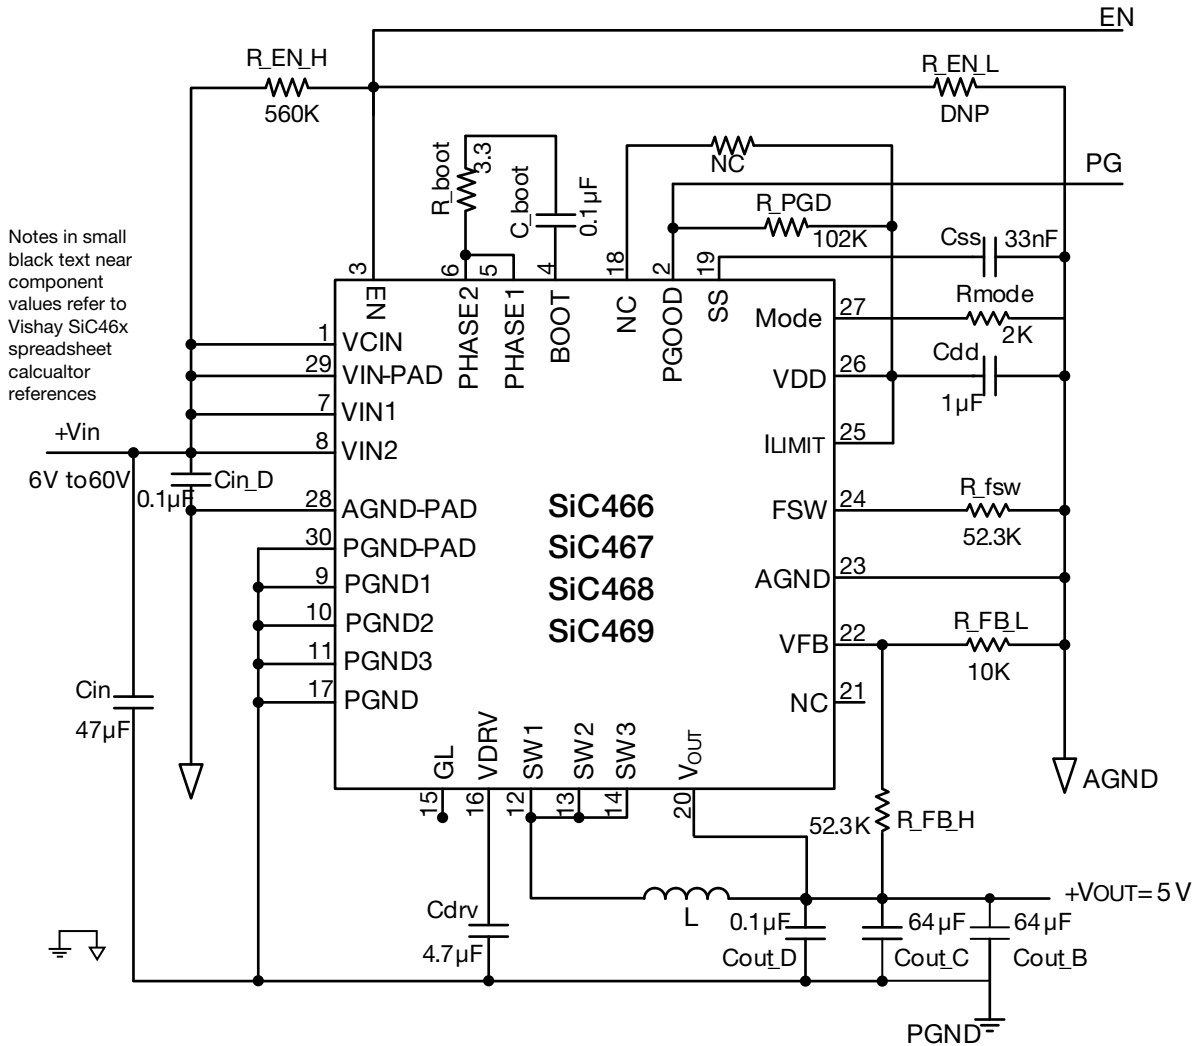 EN
R_EN_H
560K
R_EN_L
DNP
R_boot
3.3
C_boot
0.1µF
NC
PG
R_PGD
102K
Css
33nF
Rmode
2K
Cdd
1µF
Notes in small
black text near
component
values refer to
Vishay SiC46x
spreadsheet
calcualtor
references
3
6
5
4
18
2
19
EN
PHASE2
PHASE1
BOOT
NC
PGOOD
SS
1
VCIN
29
VIN-PAD
7
VIN1
8
VIN2
28
AGND-PAD
30
PGND-PAD
9
PGND1
10
PGND2
11
PGND3
17
PGND
+Vin
6V to60V
Cin_D
0.1µF
Cin
47µF
SiC466
SiC467
SiC468
SiC469
Mode
27
VDD
26
ILIMIT
25
FSW
24
AGND
23
VFB
22
NC
21
R_fsw
52.3K
R_FB_L
10K
AGND
GL
VDRV
SW1
SW2
SW3
VOUT
15
16
12
13
14
20
52.3K
R_FB_H
Cdrv
4.7µF
L
+VOUT= 5 V
0.1µF
Cout_D
64µF
Cout_C
64µF
Cout_B
PGND